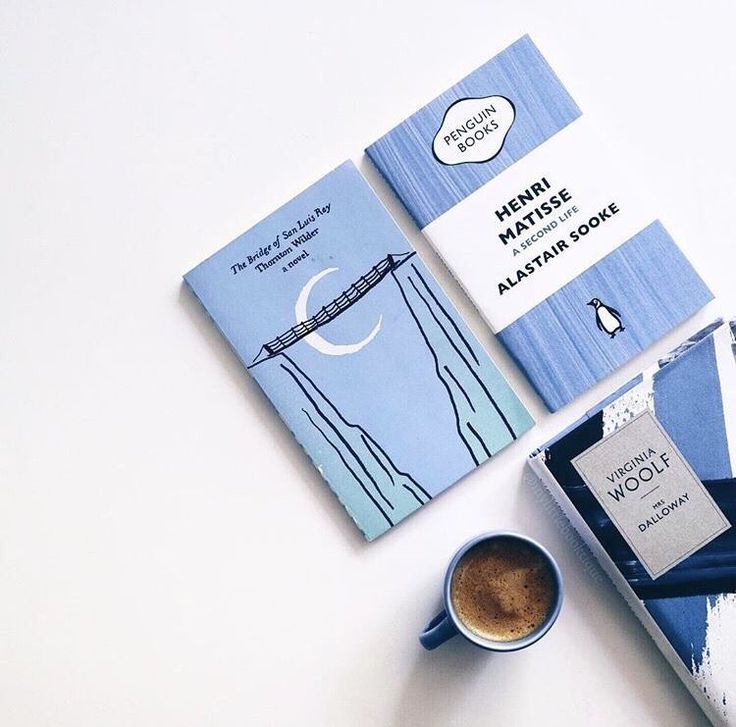 The Bridge of San Luis Rey
Thornton Wilder
a novel
PENGUIN
BOOKS
HENRI
MATISSE
A SECOND LIFE
ALASTAIR SOOKE
VIRGINIA
WOOLF
MRS
DALLOWAY